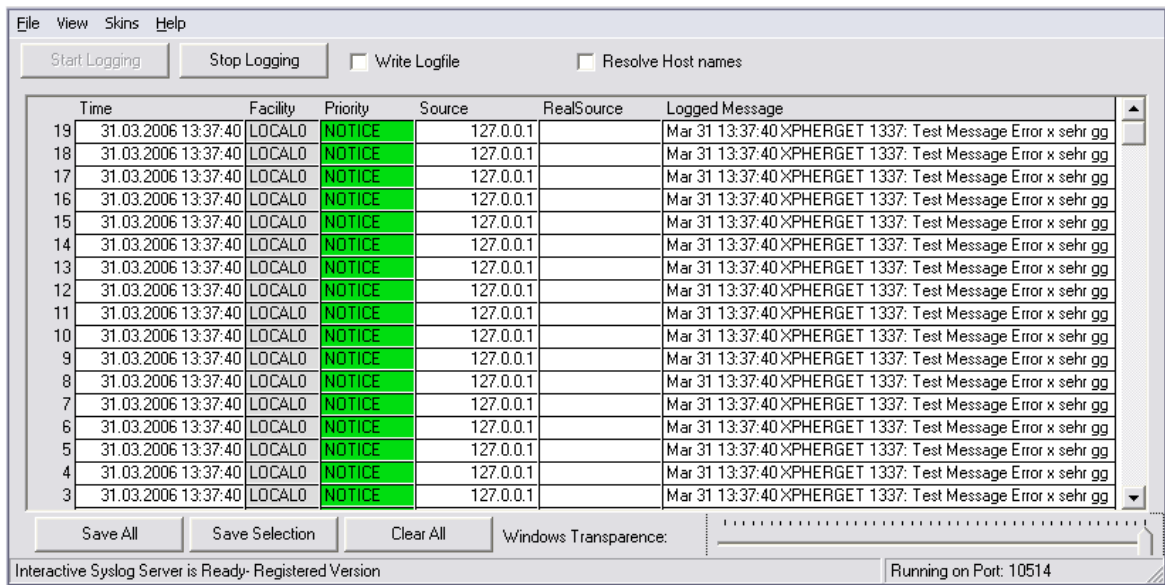 File View Skins Help
Start Logging Stop Logging Write Logfile Resolve Host names
Time Facility Priority Source RealSource Logged Message
19 31.03.2006 13:37:40 LOCAL0 NOTICE 127.0.0.1 Mar 31 13:37:40 XPHERGET 1337: Test Message Error x sehr gg
18 31.03.2006 13:37:40 LOCAL0 NOTICE 127.0.0.1 Mar 31 13:37:40 XPHERGET 1337: Test Message Error x sehr gg
17 31.03.2006 13:37:40 LOCAL0 NOTICE 127.0.0.1 Mar 31 13:37:40 XPHERGET 1337: Test Message Error x sehr gg
16 31.03.2006 13:37:40 LOCAL0 NOTICE 127.0.0.1 Mar 31 13:37:40 XPHERGET 1337: Test Message Error x sehr gg
15 31.03.2006 13:37:40 LOCAL0 NOTICE 127.0.0.1 Mar 31 13:37:40 XPHERGET 1337: Test Message Error x sehr gg
14 31.03.2006 13:37:40 LOCAL0 NOTICE 127.0.0.1 Mar 31 13:37:40 XPHERGET 1337: Test Message Error x sehr gg
13 31.03.2006 13:37:40 LOCAL0 NOTICE 127.0.0.1 Mar 31 13:37:40 XPHERGET 1337: Test Message Error x sehr gg
12 31.03.2006 13:37:40 LOCAL0 NOTICE 127.0.0.1 Mar 31 13:37:40 XPHERGET 1337: Test Message Error x sehr gg
11 31.03.2006 13:37:40 LOCAL0 NOTICE 127.0.0.1 Mar 31 13:37:40 XPHERGET 1337: Test Message Error x sehr gg
10 31.03.2006 13:37:40 LOCAL0 NOTICE 127.0.0.1 Mar 31 13:37:40 XPHERGET 1337: Test Message Error x sehr gg
9 31.03.2006 13:37:40 LOCAL0 NOTICE 127.0.0.1 Mar 31 13:37:40 XPHERGET 1337: Test Message Error x sehr gg
8 31.03.2006 13:37:40 LOCAL0 NOTICE 127.0.0.1 Mar 31 13:37:40 XPHERGET 1337: Test Message Error x sehr gg
7 31.03.2006 13:37:40 LOCAL0 NOTICE 127.0.0.1 Mar 31 13:37:40 XPHERGET 1337: Test Message Error x sehr gg
6 31.03.2006 13:37:40 LOCAL0 NOTICE 127.0.0.1 Mar 31 13:37:40 XPHERGET 1337: Test Message Error x sehr gg
5 31.03.2006 13:37:40 LOCAL0 NOTICE 127.0.0.1 Mar 31 13:37:40 XPHERGET 1337: Test Message Error x sehr gg
4 31.03.2006 13:37:40 LOCAL0 NOTICE 127.0.0.1 Mar 31 13:37:40 XPHERGET 1337: Test Message Error x sehr gg
3 31.03.2006 13:37:40 LOCAL0 NOTICE 127.0.0.1 Mar 31 13:37:40 XPHERGET 1337: Test Message Error x sehr gg
Save All Save Selection Clear All Windows Transparence:
Interactive Syslog Server is Ready- Registered Version Running on Port: 10514